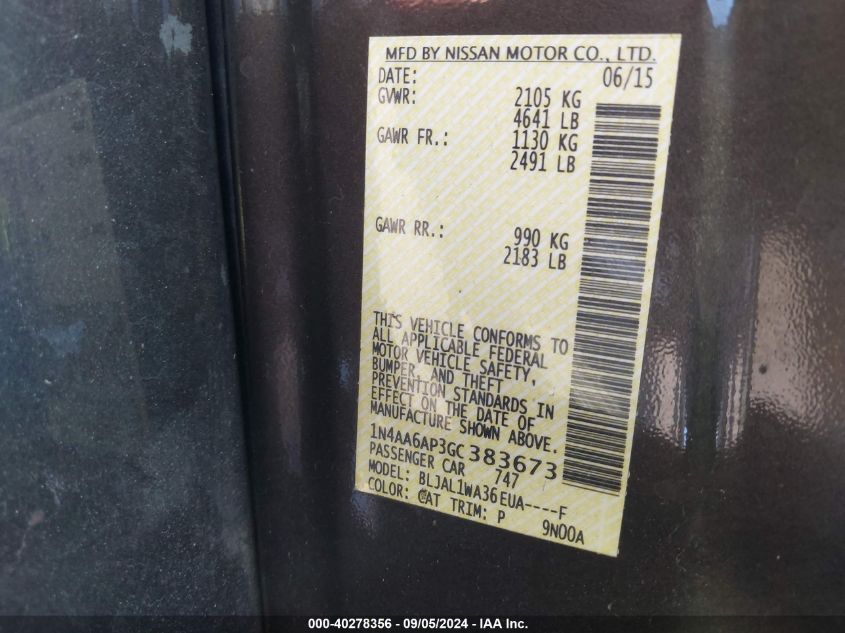 MFD BY NISSAN MOTOR CO., LTD.
DATE: 06/15
GVWR: 2105 KG
4641 LB
GAWR FR.: 1130 KG
2491 LB
GAWR RR.: 990 KG
2183 LB
THIS VEHICLE CONFORMS TO
ALL APPLICABLE FEDERAL
MOTOR VEHICLE SAFETY,
BUMPER, AND THEFT
PREVENTION STANDARDS IN
EFFECT ON THE DATE OF
MANUFACTURE SHOWN ABOVE.
1N4AA6AP3GC383673
PASSENGER CAR 747
MODEL: BLJAL1WA36EUA----F
COLOR: CAT TRIM: P 9N00A
000-40278356 - 09/05/2024 - IAA Inc.